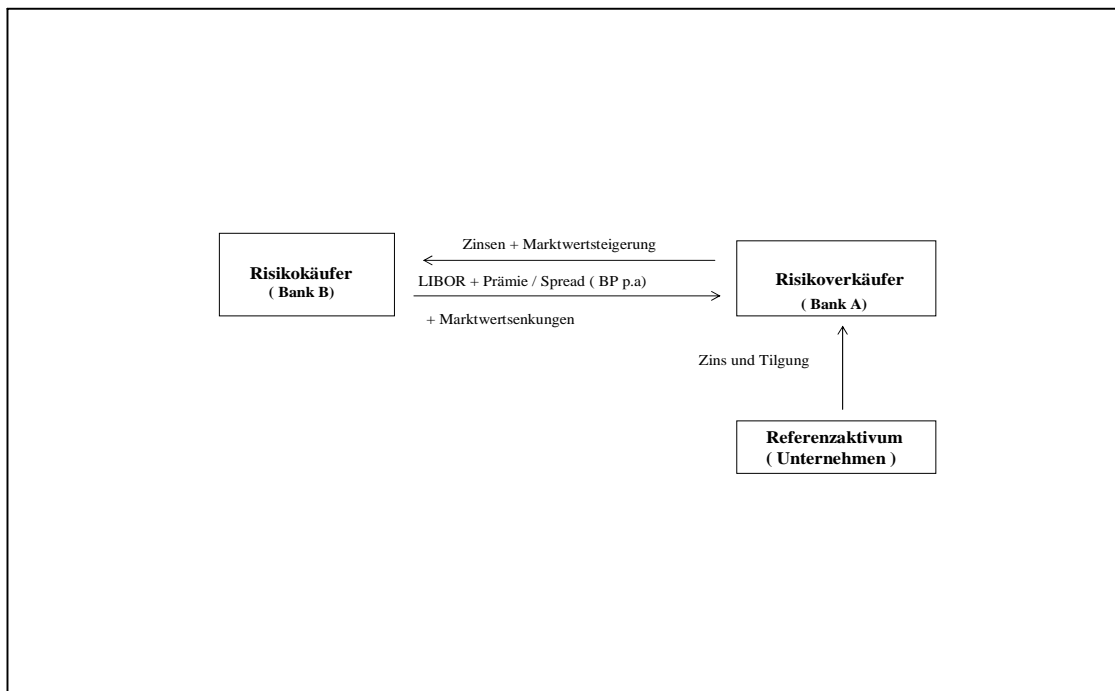 Zinsen + Marktwertsteigerung
Risikokäufer
( Bank B)
LIBOR + Prämie / Spread ( BP p.a)
+ Marktwertsenkungen
Risikoverkäufer
( Bank A)
Zins und Tilgung
Referenzaktivum
( Unternehmen )